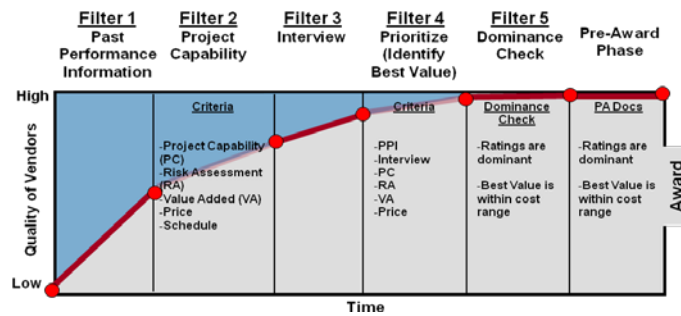 Filter 1
Past
Performance
Information
Filter 2
Project
Capability
Filter 3
Interview
Filter 4
Prioritize
(Identify
Best Value)
Filter 5
Dominance
Check
Pre-Award
Phase
High
Low
Quality of Vendors
Criteria
-Project Capability
(PC)
-Risk Assessment
(RA)
-Value Added (VA)
-Price
-Schedule
Criteria
-PPI
-Interview
-PC
-RA
-VA
-Price
Dominance
Check
-Ratings are
dominant
-Best Value is
within cost
range
PA Docs
-Ratings are
dominant
-Best Value is
within cost
range
Award
Time